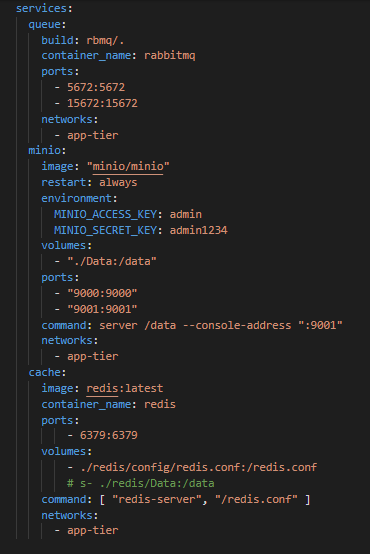 services:
  queue:
    build: rbmq/.
    container_name: rabbitmq
    ports:
      - 5672:5672
      - 15672:15672
    networks:
      - app-tier
  minio:
    image: "minio/minio"
    restart: always
    environment:
      MINIO_ACCESS_KEY: admin
      MINIO_SECRET_KEY: admin1234
    volumes:
      - "./Data:/data"
    ports:
      - "9000:9000"
      - "9001:9001"
    command: server /data --console-address ":9001"
    networks:
      - app-tier
  cache:
    image: redis:latest
    container_name: redis
    ports:
      - 6379:6379
    volumes:
        - ./redis/config/redis.conf:/redis.conf
        # s- ./redis/Data:/data
    command: [ "redis-server", "/redis.conf" ]
    networks:
      - app-tier